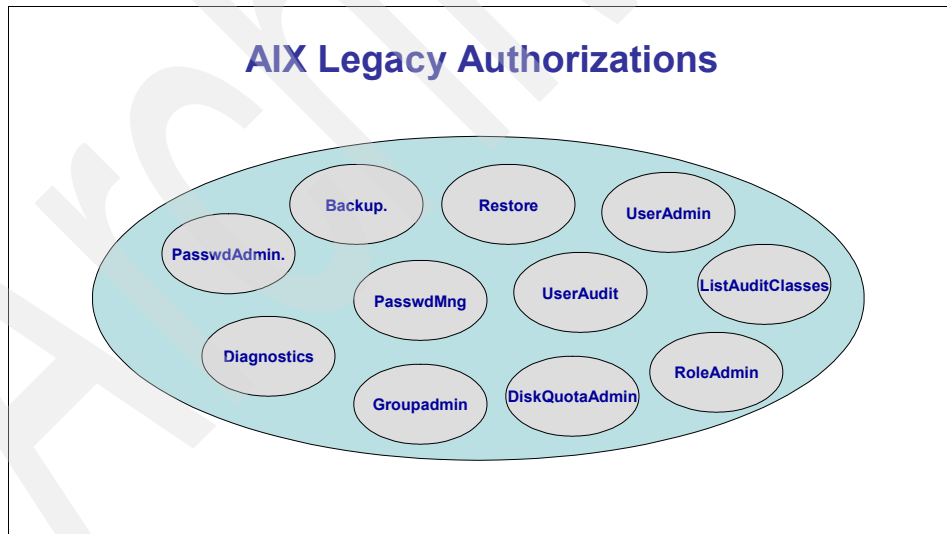 AIX Legacy Authorizations
Backup.
Restore
UserAdmin
PasswdAdmin.
PasswdMng
UserAudit
ListAuditClasses
Diagnostics
Groupadmin
DiskQuotaAdmin
RoleAdmin